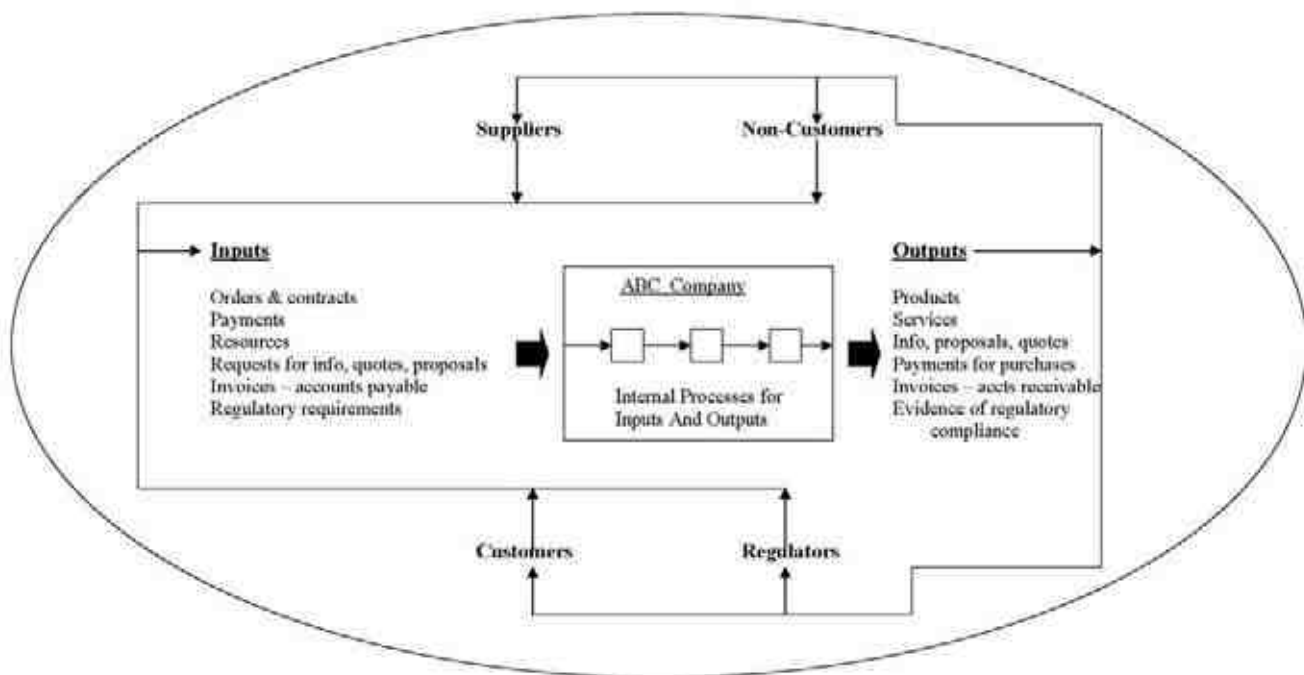 Suppliers
Non-Customers
Inputs
Orders & contracts
Payments
Resources
Requests for info, quotes, proposals
Invoices – accounts payable
Regulatory requirements
ABC Company
Internal Processes for
Inputs And Outputs
Outputs
Products
Services
Info, proposals, quotes
Payments for purchases
Invoices – accts receivable
Evidence of regulatory
compliance
Customers
Regulators